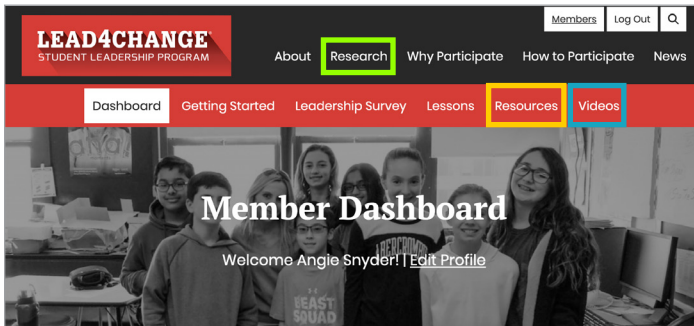 Members Log Out
LEAD4CHANGE
STUDENT LEADERSHIP PROGRAM
About Research Why Participate How to Participate News
Dashboard Getting Started Leadership Survey Lessons Resources Videos
Member Dashboard
Welcome Angie Snyder! | Edit Profile
ABERCROMBIE
BEAST
SQUAD